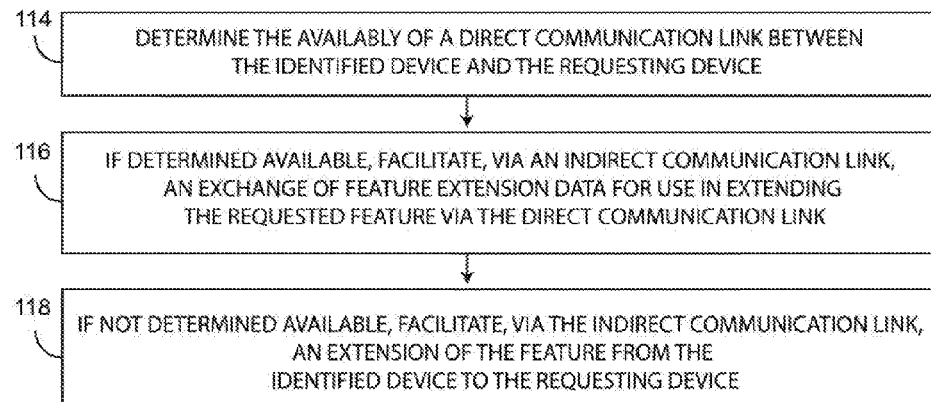 114
DETERMINE THE AVAILABLY OF A DIRECT COMMUNICATION LINK BETWEEN
THE IDENTIFIED DEVICE AND THE REQUESTING DEVICE
116
IF DETERMINED AVAILABLE, FACILITATE, VIA AN INDIRECT COMMUNICATION LINK,
AN EXCHANGE OF FEATURE EXTENSION DATA FOR USE IN EXTENDING
THE REQUESTED FEATURE VIA THE DIRECT COMMUNICATION LINK
118
IF NOT DETERMINED AVAILABLE, FACILITATE, VIA THE INDIRECT COMMUNICATION LINK,
AN EXTENSION OF THE FEATURE FROM THE
IDENTIFIED DEVICE TO THE REQUESTING DEVICE